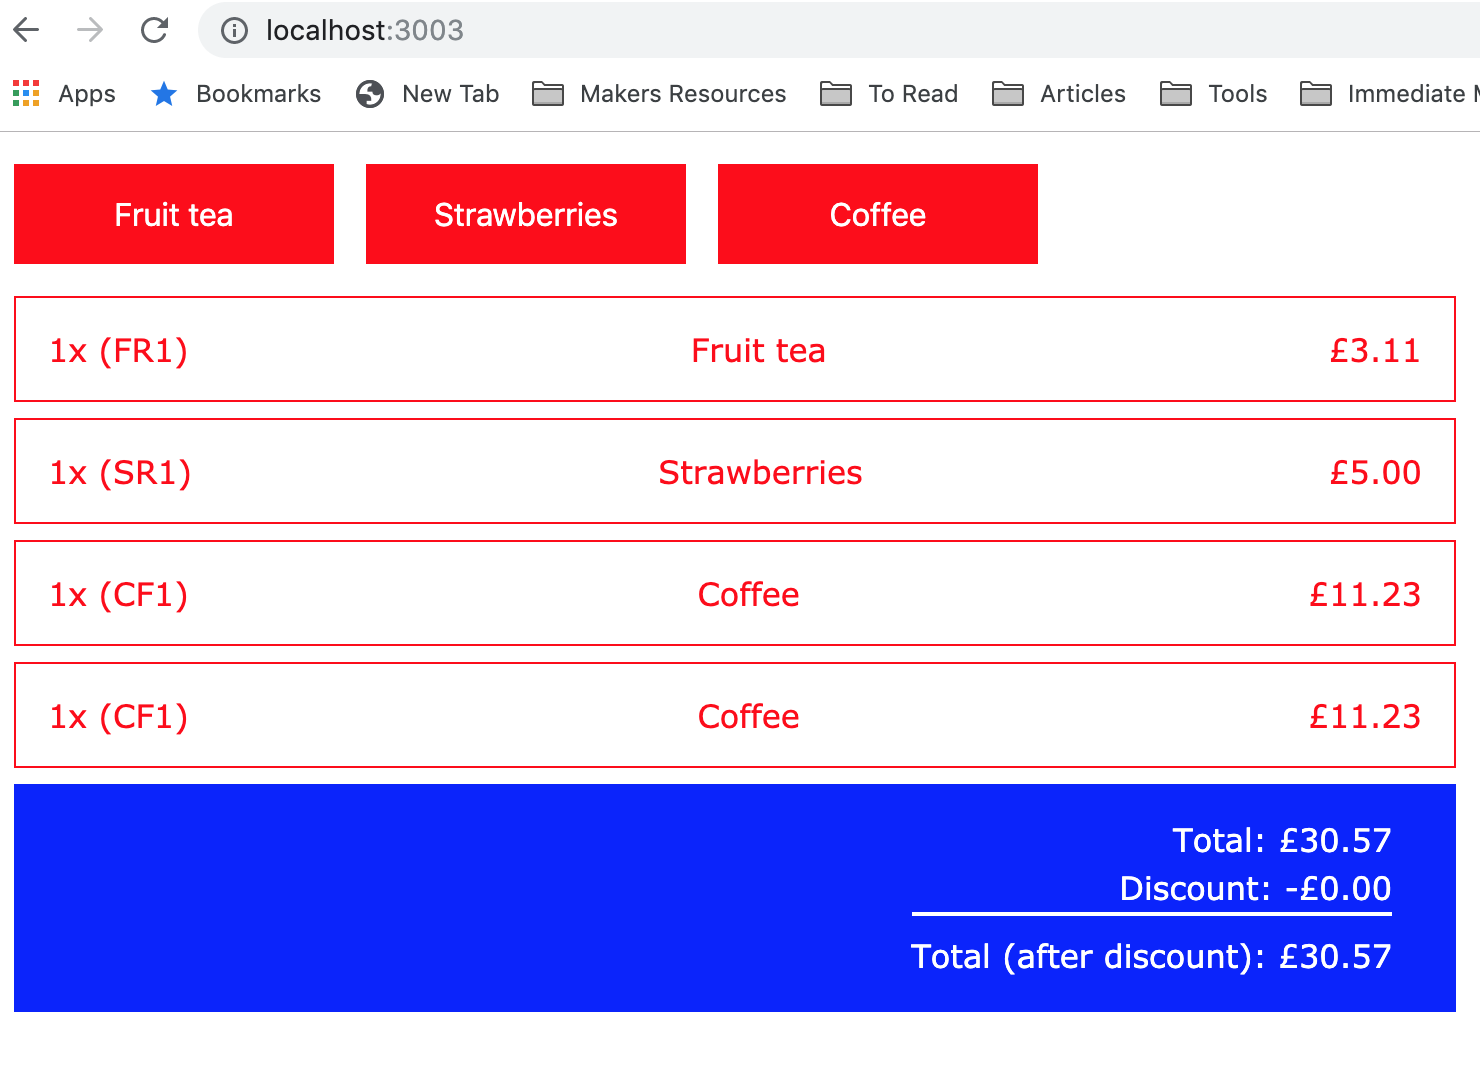 localhost:3003
Apps Bookmarks New Tab Makers Resources To Read Articles Tools Immediate
Fruit tea Strawberries Coffee
1x (FR1) Fruit tea £3.11
1x (SR1) Strawberries £5.00
1x (CF1) Coffee £11.23
1x (CF1) Coffee £11.23
Total: £30.57
Discount: -£0.00
Total (after discount): £30.57